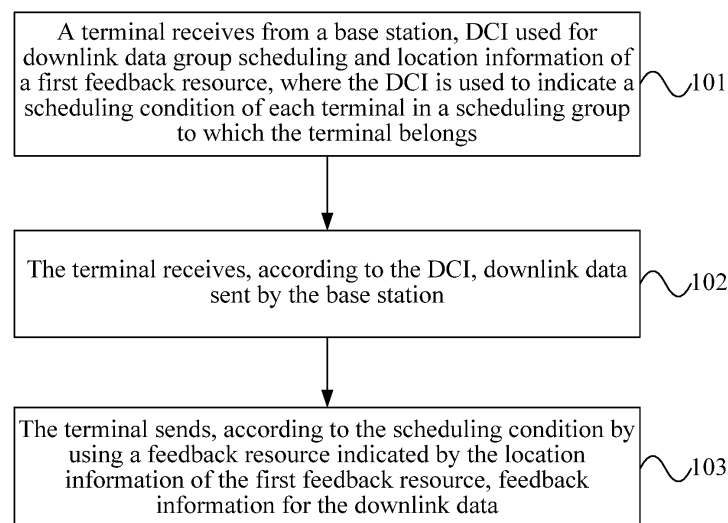 A terminal receives from a base station, DCI used for
downlink data group scheduling and location information of
a first feedback resource, where the DCI is used to indicate a
scheduling condition of each terminal in a scheduling group
to which the terminal belongs
101
The terminal receives, according to the DCI, downlink data
sent by the base station
102
The terminal sends, according to the scheduling condition by
using a feedback resource indicated by the location
information of the first feedback resource, feedback
information for the downlink data
103